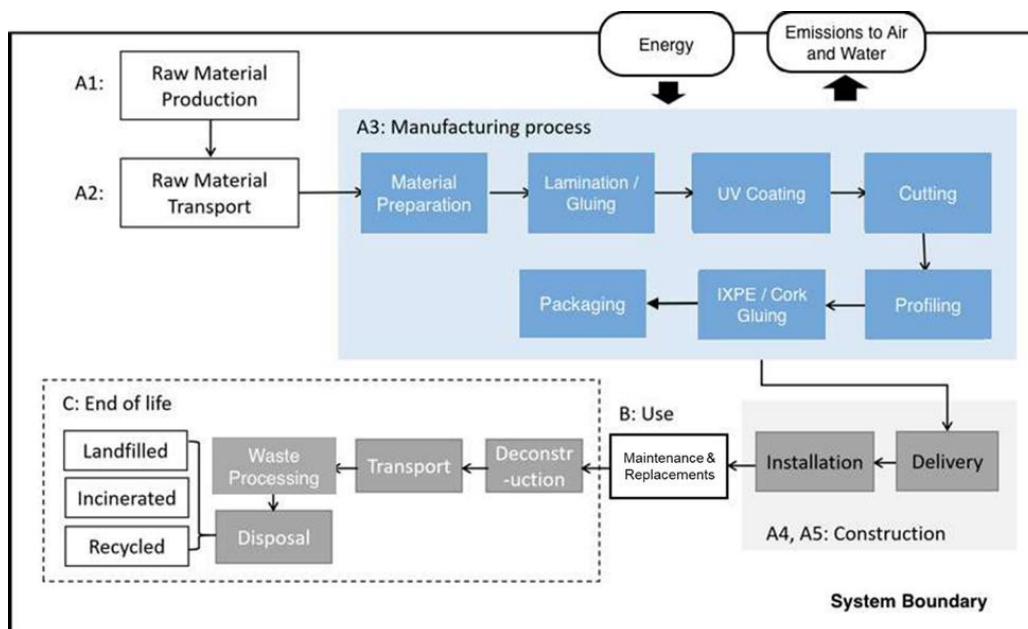 Energy
Emissions to Air
and Water
A1:
Raw Material
Production
A2:
Raw Material
Transport
A3: Manufacturing process
Material
Preparation
Lamination /
Gluing
UV Coating
Cutting
Profiling
IXPE / Cork
Gluing
Packaging
A4, A5: Construction
Delivery
Installation
B: Use
Maintenance &
Replacements
C: End of life
Deconstr
-uction
Transport
Waste
Processing
Disposal
Landfilled
Incinerated
Recycled
System Boundary